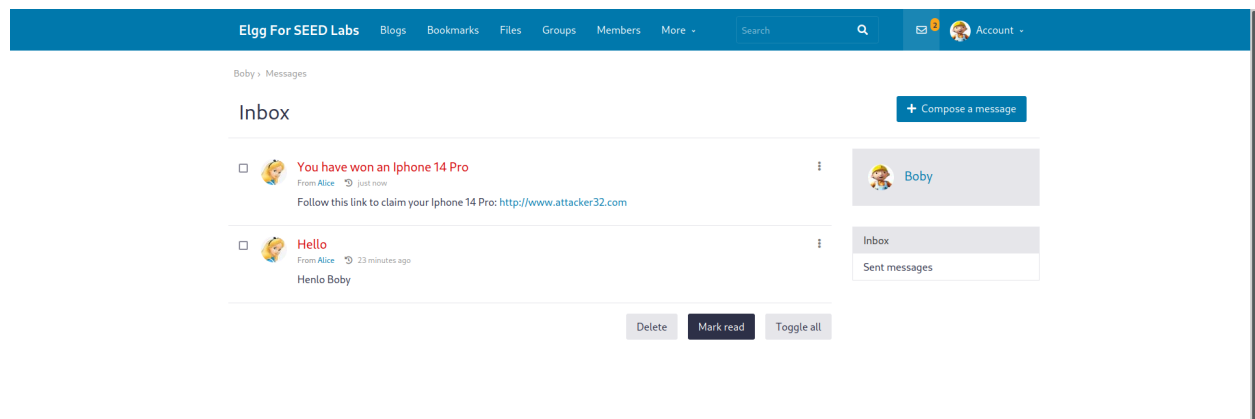 Elgg For SEED Labs Blogs Bookmarks Files Groups Members More Search 2 Account
Boby › Messages
Inbox
+ Compose a message
You have won an Iphone 14 Pro
From Alice just now
Follow this link to claim your Iphone 14 Pro: http://www.attacker32.com
Boby
Hello
From Alice 23 minutes ago
Henlo Boby
Inbox
Sent messages
Delete Mark read Toggle all